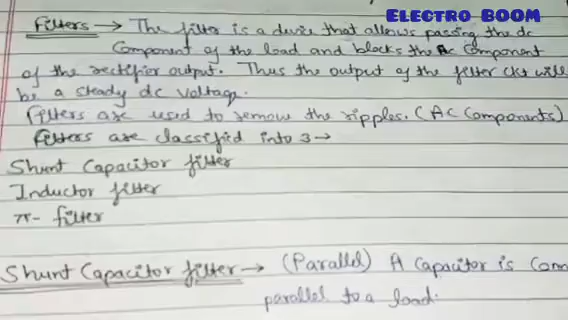 ELECTRO BOOM
Filters → The filter is a device that allows passing the dc
Component of the load and blocks the Ac Component
of the rectifier output. Thus the output of the filter ckt will
be a steady dc voltage.
Filters are used to remove the ripples. (Ac Components)
Filters are classified into 3 →
Shunt Capacitor filter
Inductor filter
π- filter
Shunt Capacitor filter → (Parallel) A Capacitor is
parallel to a load.